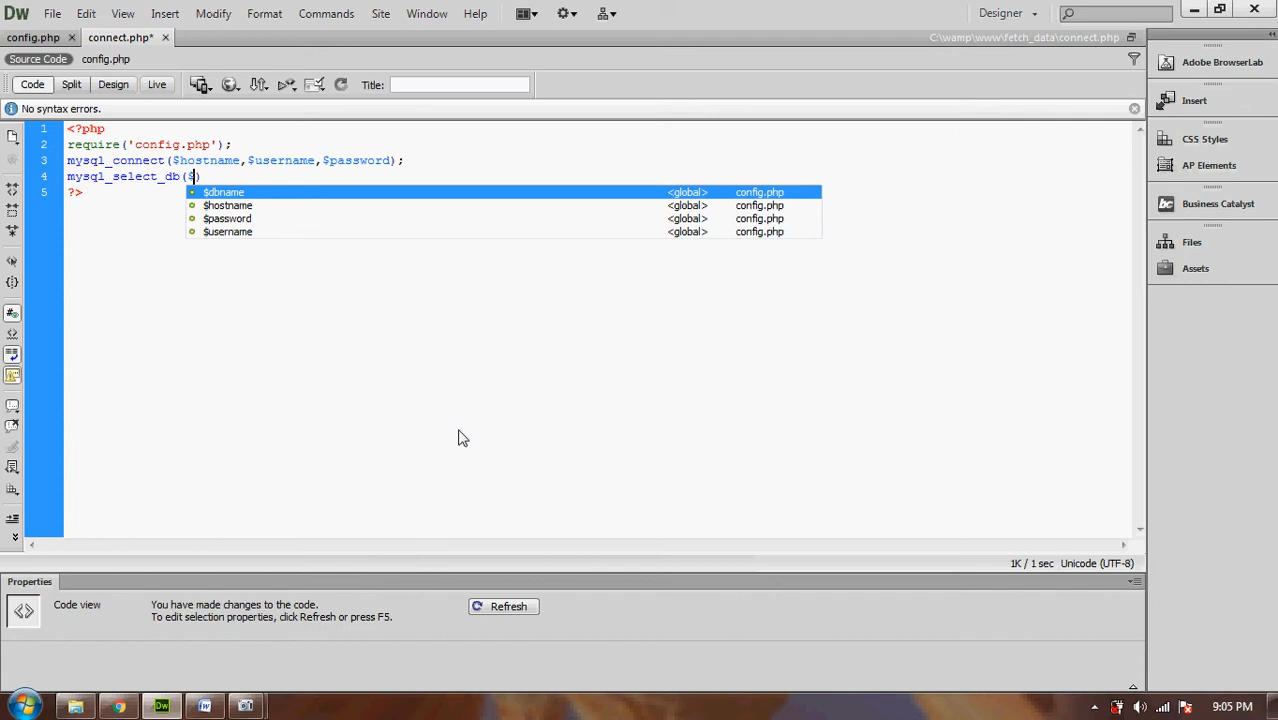 Dw File Edit View Insert Modify Format Commands Site Window Help Designer
config.php connect.php* C:\wamp\www\fetch_data\connect.php
Source Code config.php
Code Split Design Live Title:
No syntax errors.
1 <?php
2 require('config.php');
3 mysql_connect($hostname,$username,$password);
4 mysql_select_db($)
5 ?>
$dbname <global> config.php
$hostname <global> config.php
$password <global> config.php
$username <global> config.php
Adobe BrowserLab
Insert
CSS Styles
AP Elements
Business Catalyst
Files
Assets
1K / 1 sec Unicode (UTF-8)
Properties
Code view You have made changes to the code. Refresh
To edit selection properties, click Refresh or press F5.
Dw W 9:05 PM